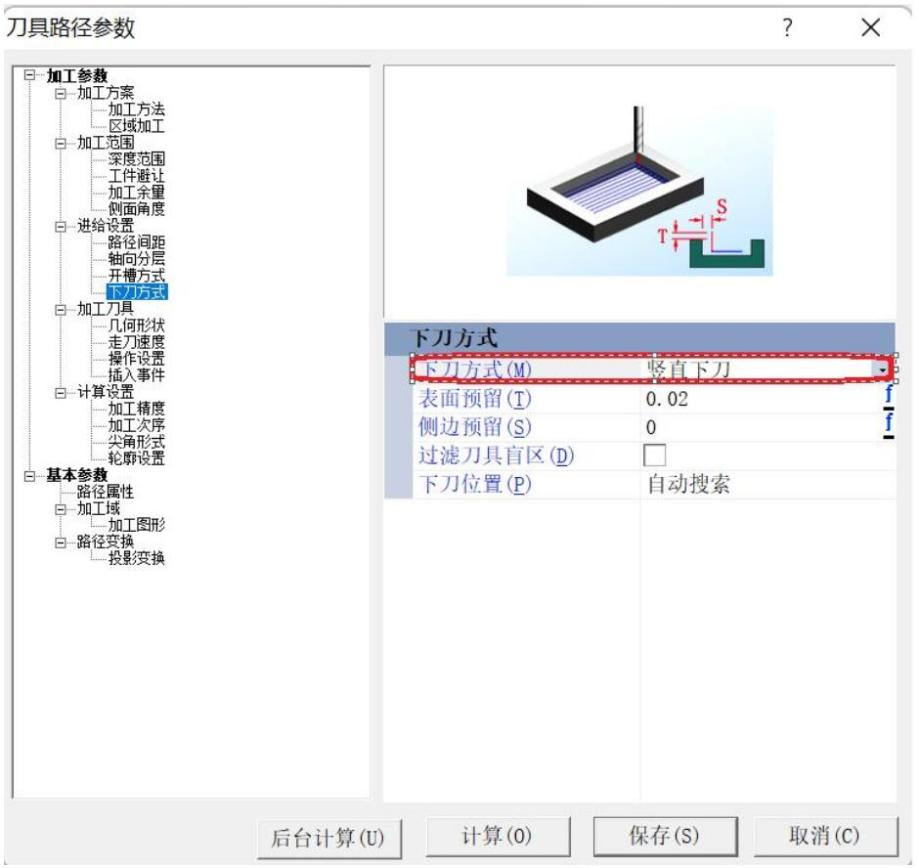 刀具路径参数 ? ×
加工参数
加工方案
加工方法
区域加工
加工范围
深度范围
工件避让
加工余量
侧面角度
进给设置
路径间距
轴向分层
开槽方式
下刀方式
加工刀具
几何形状
走刀速度
操作设置
插入事件
计算设置
加工精度
加工次序
尖角形式
轮廓设置
基本参数
路径属性
加工域
加工图形
路径变换
投影变换
S
T
下刀方式
下刀方式(M) 竖直下刀
表面预留(T) 0.02 f
侧边预留(S) 0 f
过滤刀具盲区(D)
下刀位置(P) 自动搜索
后台计算(U) 计算(O) 保存(S) 取消(C)